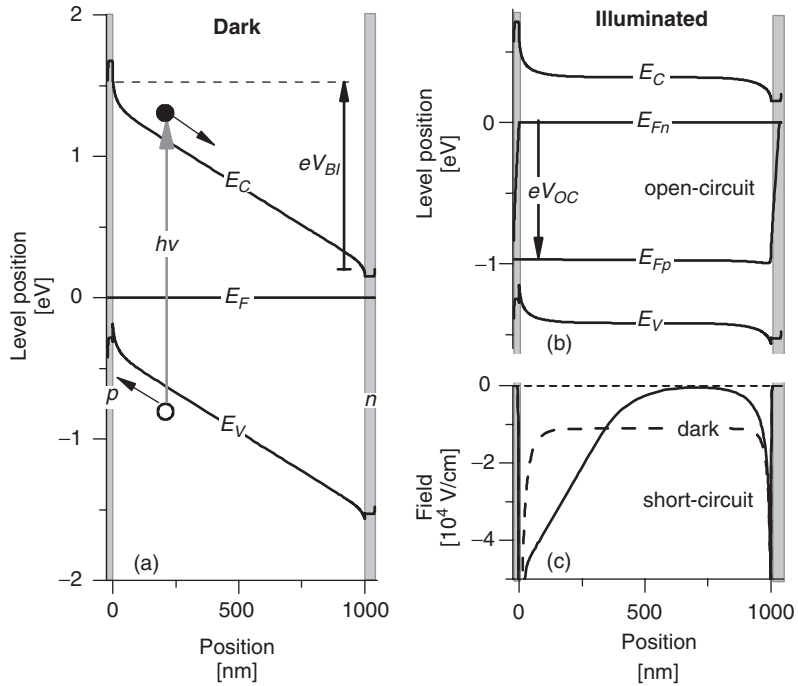 Dark
2
1
0
−1
−2
Level position
[eV]
E_C
eV_BI
hν
E_F
p
n
E_V
(a)
0
500
1000
Position
[nm]
Illuminated
0
−1
Level position
[eV]
E_C
E_Fn
eV_OC
open-circuit
E_Fp
E_V
(b)
0
−2
−4
Field
[10^4 V/cm]
dark
short-circuit
(c)
0
500
1000
Position
[nm]